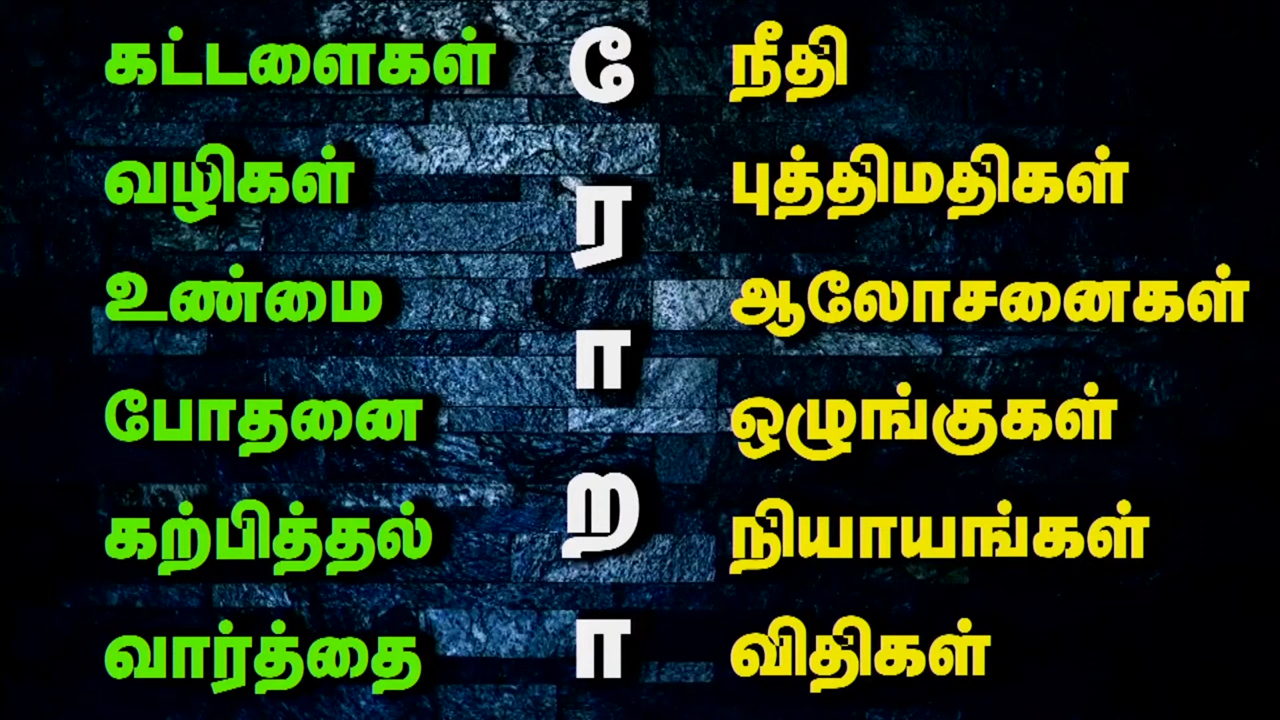 கட்டளைகள்
வழிகள்
உண்மை
போதனை
கற்பித்தல்
வார்த்தை
ே
ர
ா
ற
ா
நீதி
புத்திமதிகள்
ஆலோசனைகள்
ஒழுங்குகள்
நியாயங்கள்
விதிகள்